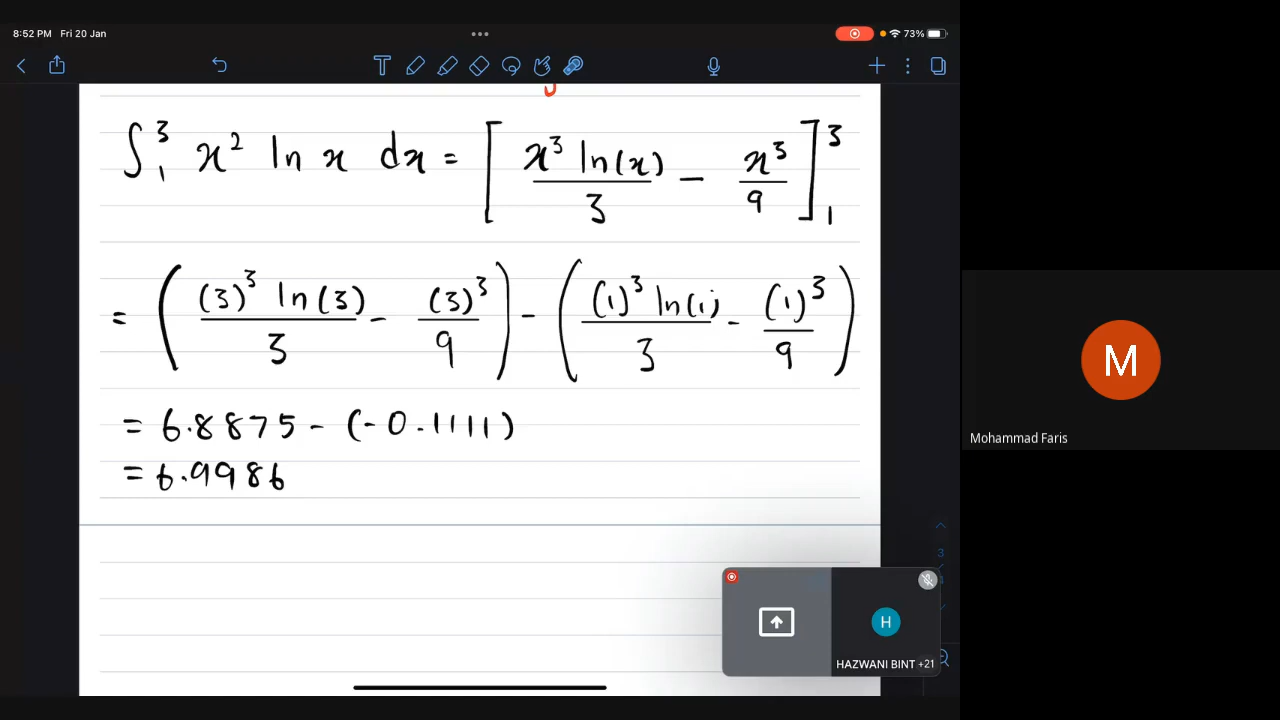 8:52 PM Fri 20 Jan 73%
∫₁³ x² ln x dx = [ x³ ln(x)/3 − x³/9 ]₁³
= ( (3)³ ln(3)/3 − (3)³/9 ) − ( (1)³ ln(1)/3 − (1)³/9 )
= 6.8875 − (−0.1111)
= 6.9986
M
Mohammad Faris
3
H
HAZWANI BINT +21